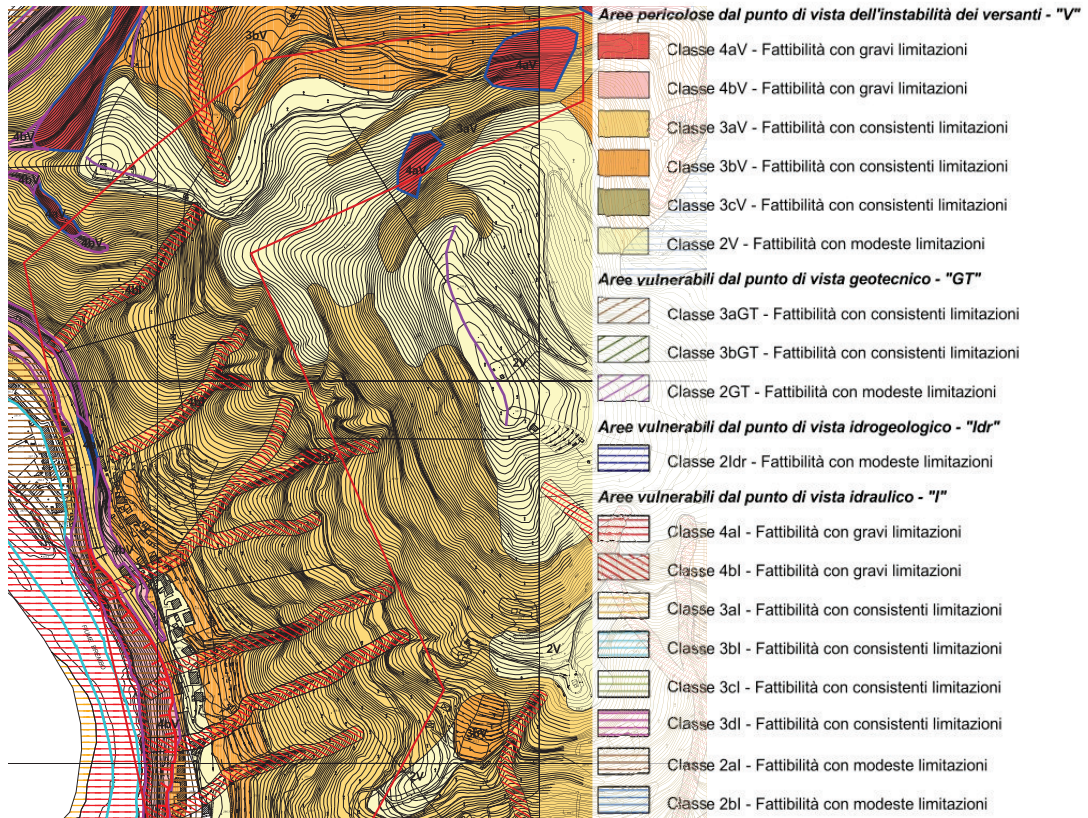 Aree pericolose dal punto di vista dell'instabilità dei versanti - "V"
Classe 4aV - Fattibilità con gravi limitazioni
Classe 4bV - Fattibilità con gravi limitazioni
Classe 3aV - Fattibilità con consistenti limitazioni
Classe 3bV - Fattibilità con consistenti limitazioni
Classe 3cV - Fattibilità con consistenti limitazioni
Classe 2V - Fattibilità con modeste limitazioni
Aree vulnerabili dal punto di vista geotecnico - "GT"
Classe 3aGT - Fattibilità con consistenti limitazioni
Classe 3bGT - Fattibilità con consistenti limitazioni
Classe 2GT - Fattibilità con modeste limitazioni
Aree vulnerabili dal punto di vista idrogeologico - "Idr"
Classe 2Idr - Fattibilità con modeste limitazioni
Aree vulnerabili dal punto di vista idraulico - "I"
Classe 4aI - Fattibilità con gravi limitazioni
Classe 4bI - Fattibilità con gravi limitazioni
Classe 3aI - Fattibilità con consistenti limitazioni
Classe 3bI - Fattibilità con consistenti limitazioni
Classe 3cI - Fattibilità con consistenti limitazioni
Classe 3dI - Fattibilità con consistenti limitazioni
Classe 2aI - Fattibilità con modeste limitazioni
Classe 2bI - Fattibilità con modeste limitazioni
3bV
4aV
3aV
4aV
4bV
4bV
4bV
4bI
2V
4bV
2V
4bV
3bV
2V